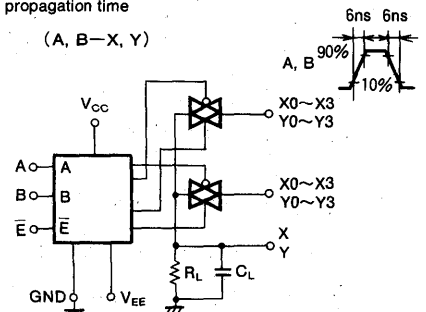 propagation time
(A, B－X, Y)
6ns 6ns
A, B 90%
10%
VCC
X0～X3
Y0～Y3
A A
B B
E̅ E̅
X0～X3
Y0～Y3
X
Y
RL CL
GND VEE